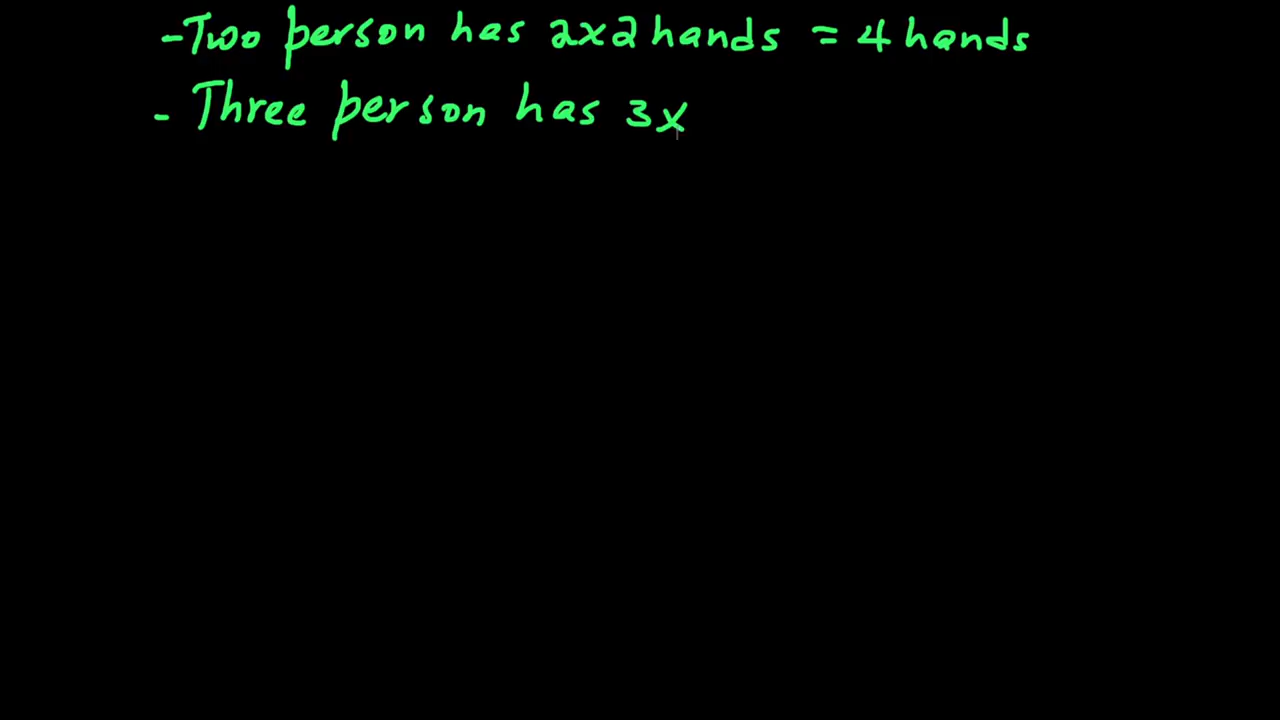 -Two person has 2x2 hands = 4 hands
- Three person has 3x